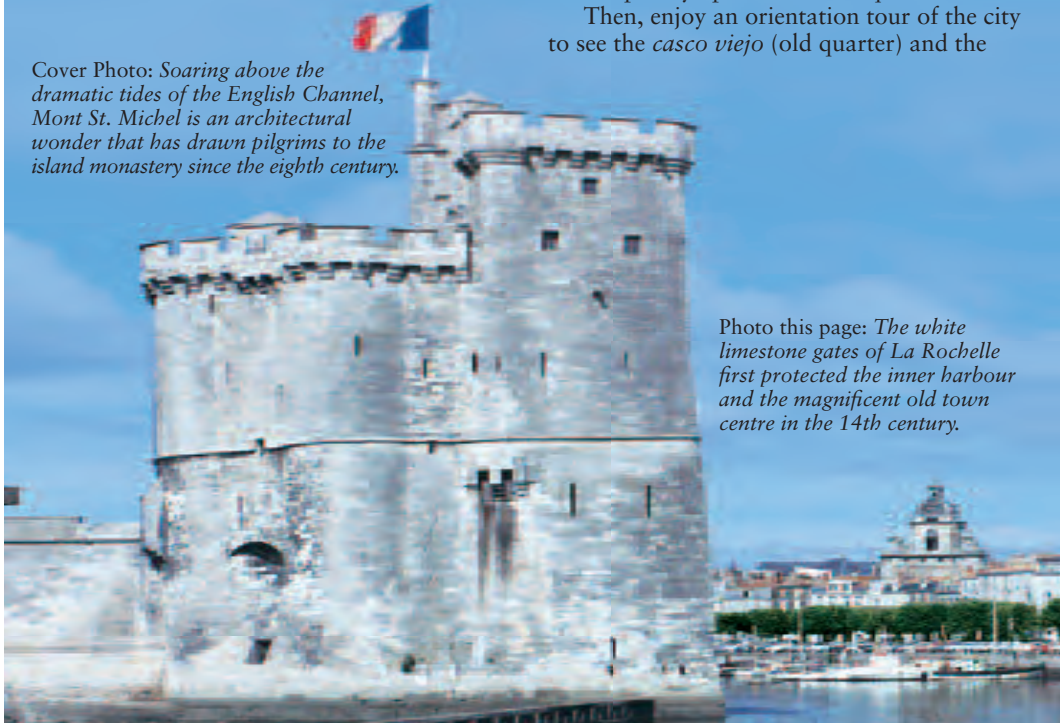 Then, enjoy an orientation tour of the city
to see the casco viejo (old quarter) and the
Cover Photo: Soaring above the
dramatic tides of the English Channel,
Mont St. Michel is an architectural
wonder that has drawn pilgrims to the
island monastery since the eighth century.
Photo this page: The white
limestone gates of La Rochelle
first protected the inner harbour
and the magnificent old town
centre in the 14th century.